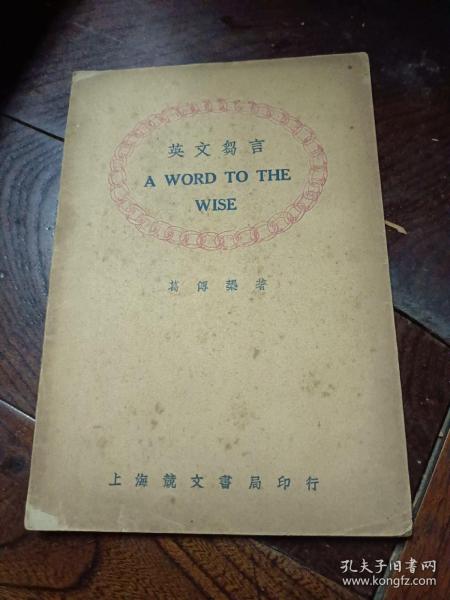 英文芻言
A WORD TO THE
WISE
葛傳槼著
上海競文書局印行
孔夫子旧书网
www.kongfz.com